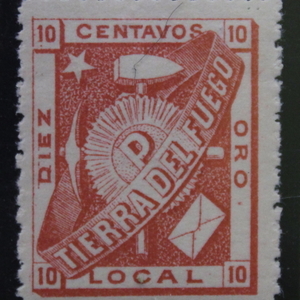 10 CENTAVOS 10
DIEZ
ORO.
P
TIERRA DEL FUEGO
10 LOCAL 10